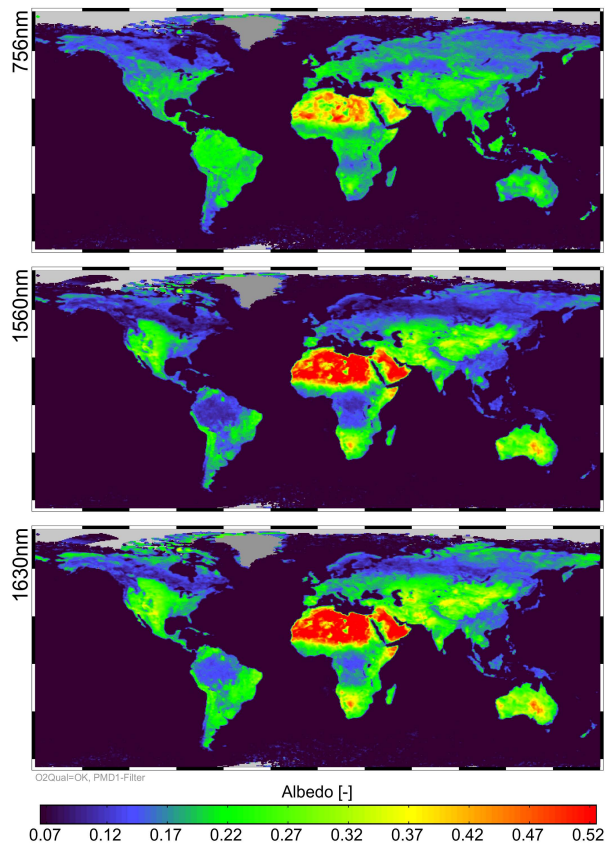 756nm
1560nm
1630nm
O2Qual=OK, PMD1-Filter
Albedo [-]
0.07 0.12 0.17 0.22 0.27 0.32 0.37 0.42 0.47 0.52